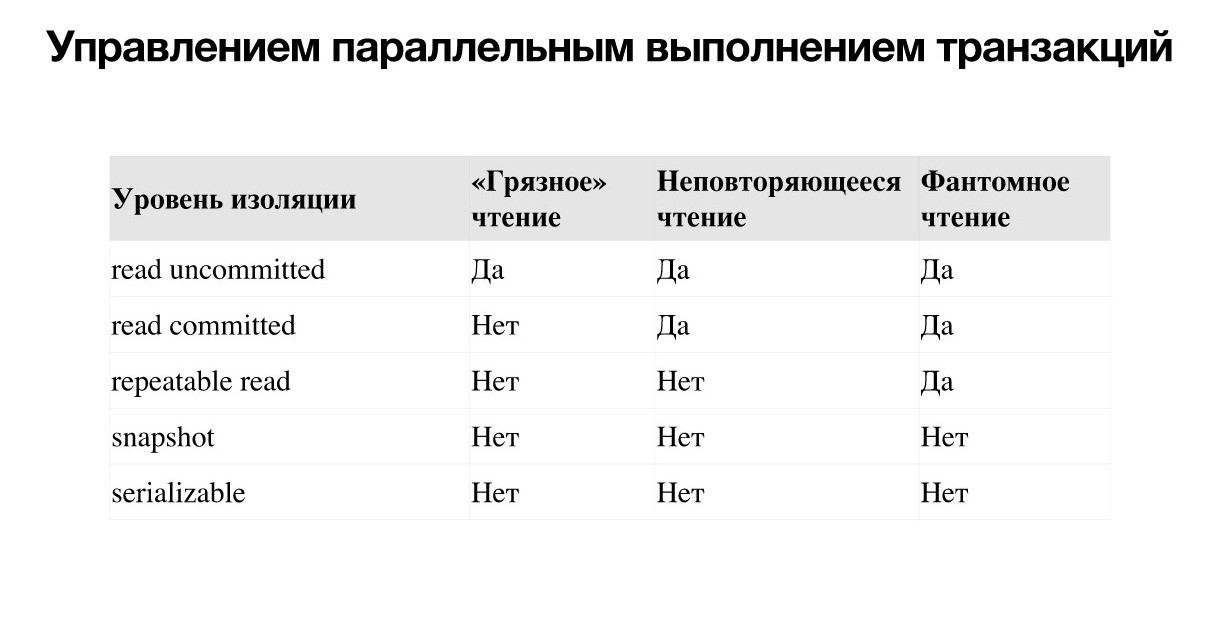 Управлением параллельным выполнением транзакций
Уровень изоляции «Грязное» чтение Неповторяющееся чтение Фантомное чтение
read uncommitted Да Да Да
read committed Нет Да Да
repeatable read Нет Нет Да
snapshot Нет Нет Нет
serializable Нет Нет Нет